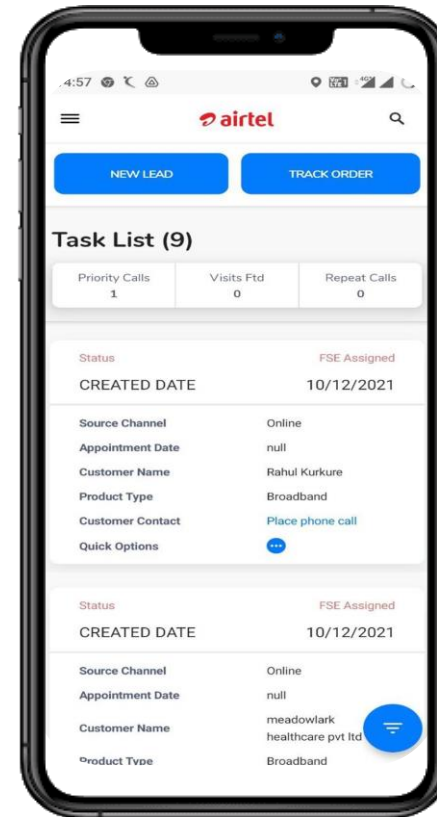 4:57
airtel
NEW LEAD TRACK ORDER
Task List (9)
Priority Calls Visits Ftd Repeat Calls
1 0 0
Status FSE Assigned
CREATED DATE 10/12/2021
Source Channel Online
Appointment Date null
Customer Name Rahul Kurkure
Product Type Broadband
Customer Contact Place phone call
Quick Options
Status FSE Assigned
CREATED DATE 10/12/2021
Source Channel Online
Appointment Date null
Customer Name meadowlark
healthcare pvt ltd
Product Type Broadband